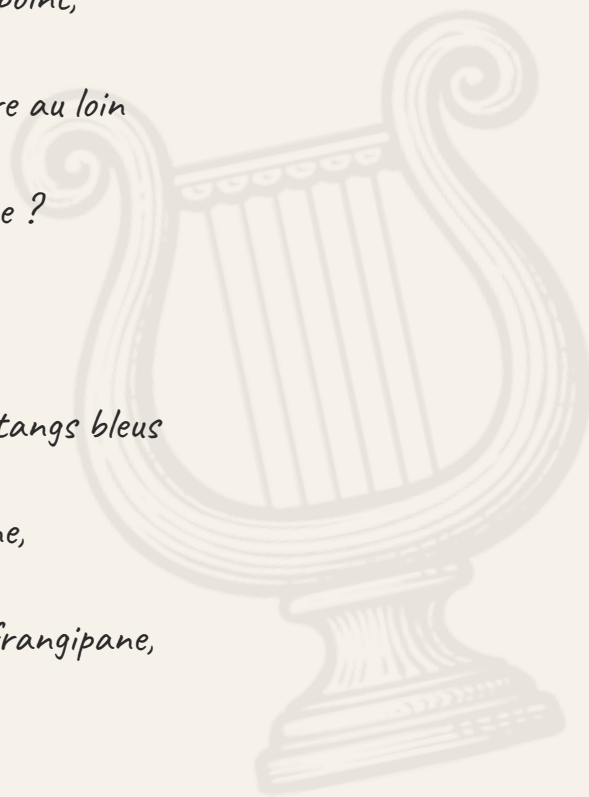 point,
re au loin
e ?
tangs bleus
ne,
frangipane,